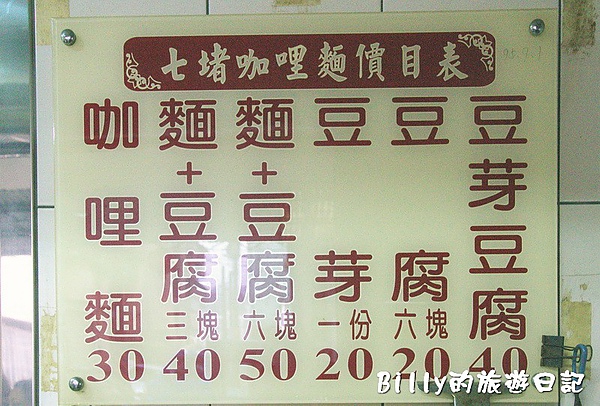 七堵咖哩麵價目表
咖哩麵 30
麵+豆腐 三塊 40
麵+豆腐 六塊 50
豆芽 一份 20
豆腐 六塊 20
豆芽豆腐 40
Billy的旅遊日記